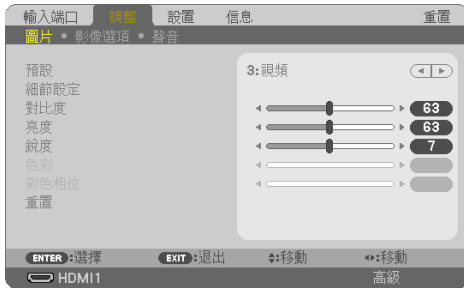 輸入端口 調整 設置 信息 重置
圖片 • 影像選項 • 聲音
預設 3:視頻
細節設定
對比度 63
亮度 63
銳度 7
色彩
彩色相位
重置
ENTER:選擇 EXIT:退出 :移動 :移動
HDMI1 高級